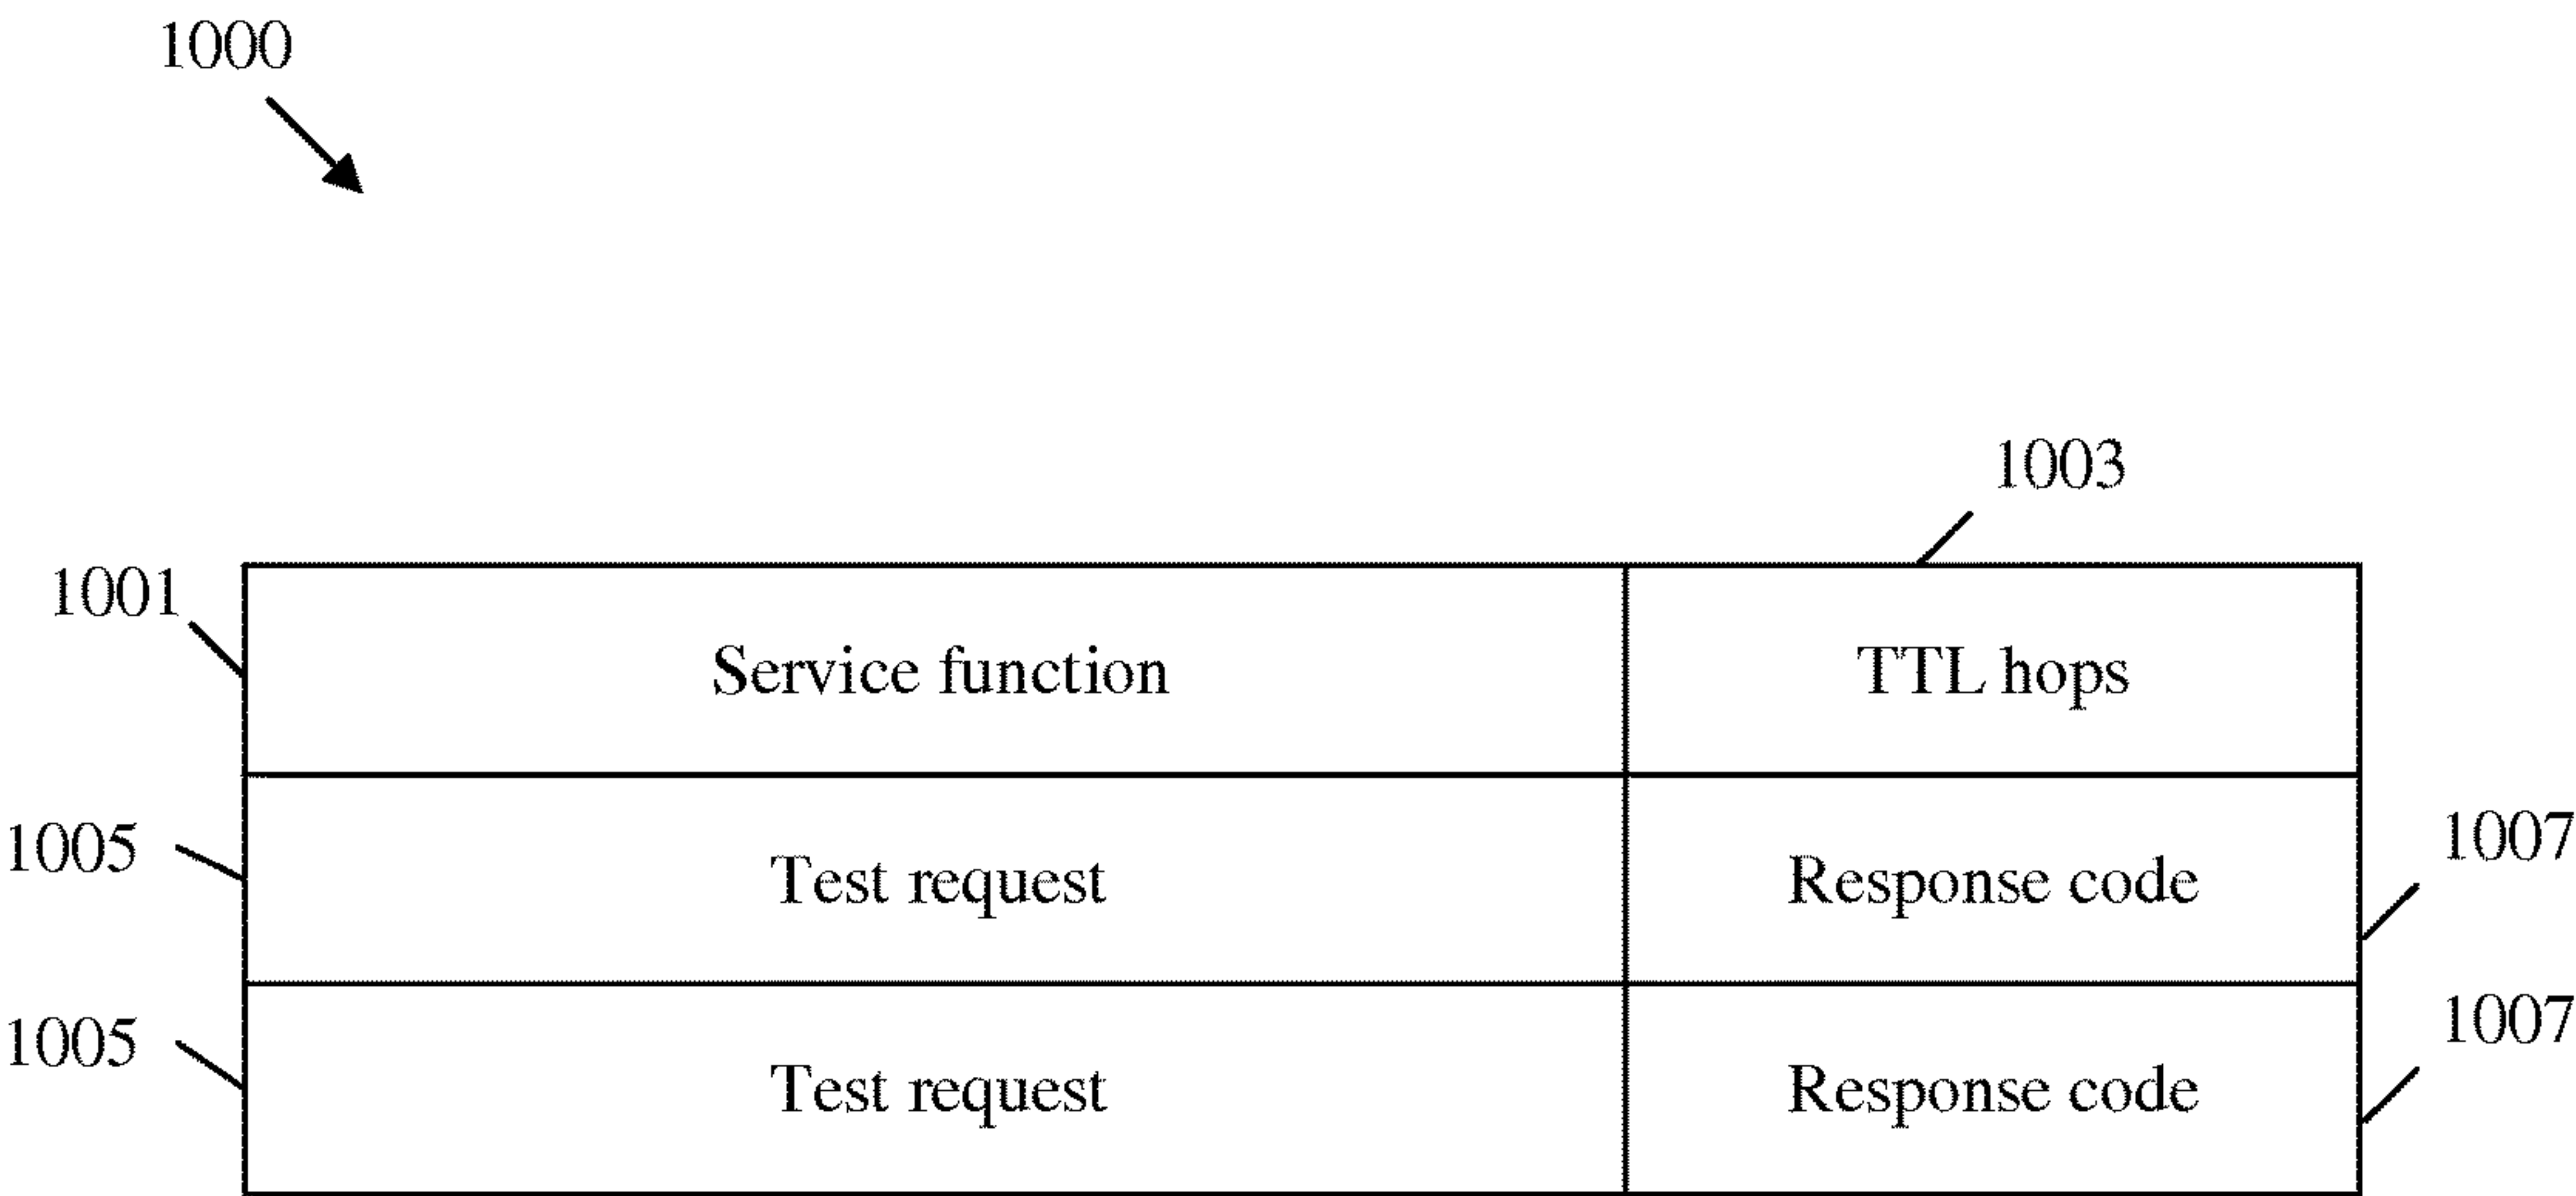 1000
1003
1001
Service function
TTL hops
1005
Test request
Response code
1007
1005
Test request
Response code
1007